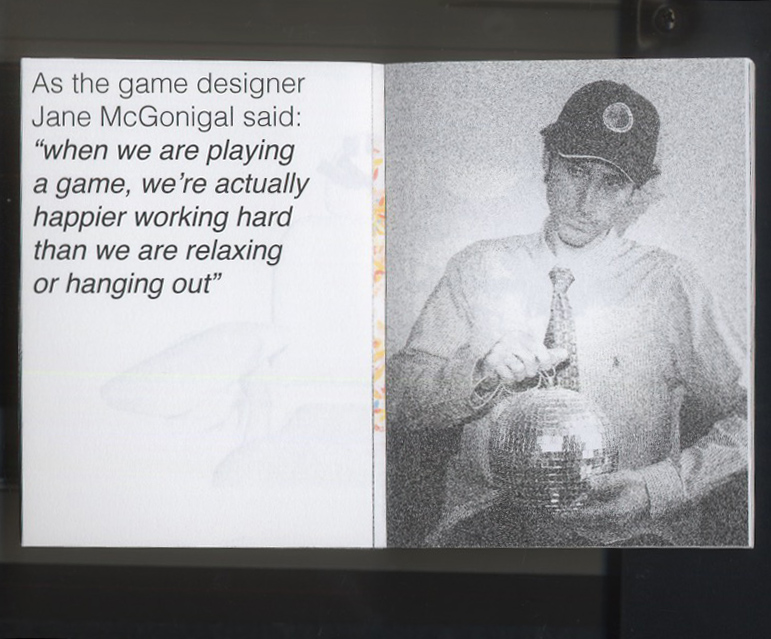 As the game designer
Jane McGonigal said:
“when we are playing
a game, we’re actually
happier working hard
than we are relaxing
or hanging out”